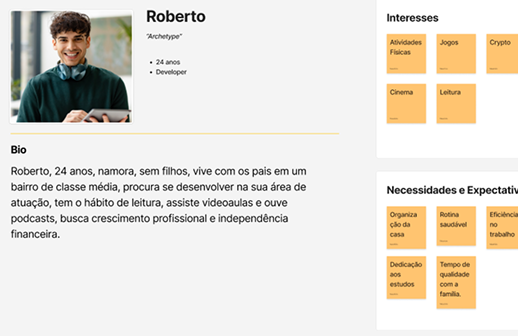 Roberto
"Archetype"
• 24 anos
• Developer
Bio
Roberto, 24 anos, namora, sem filhos, vive com os pais em um
bairro de classe média, procura se desenvolver na sua área de
atuação, tem o hábito de leitura, assiste videoaulas e ouve
podcasts, busca crescimento profissional e independência
financeira.
Interesses
Atividades
Físicas
Jogos
Crypto
Cinema
Leitura
Necessidades e Expectativ
Organiza
ção da
casa
Rotina
saudável
Eficiência
no
trabalho
Dedicação
aos
estudos
Tempo de
qualidade
com a
família.